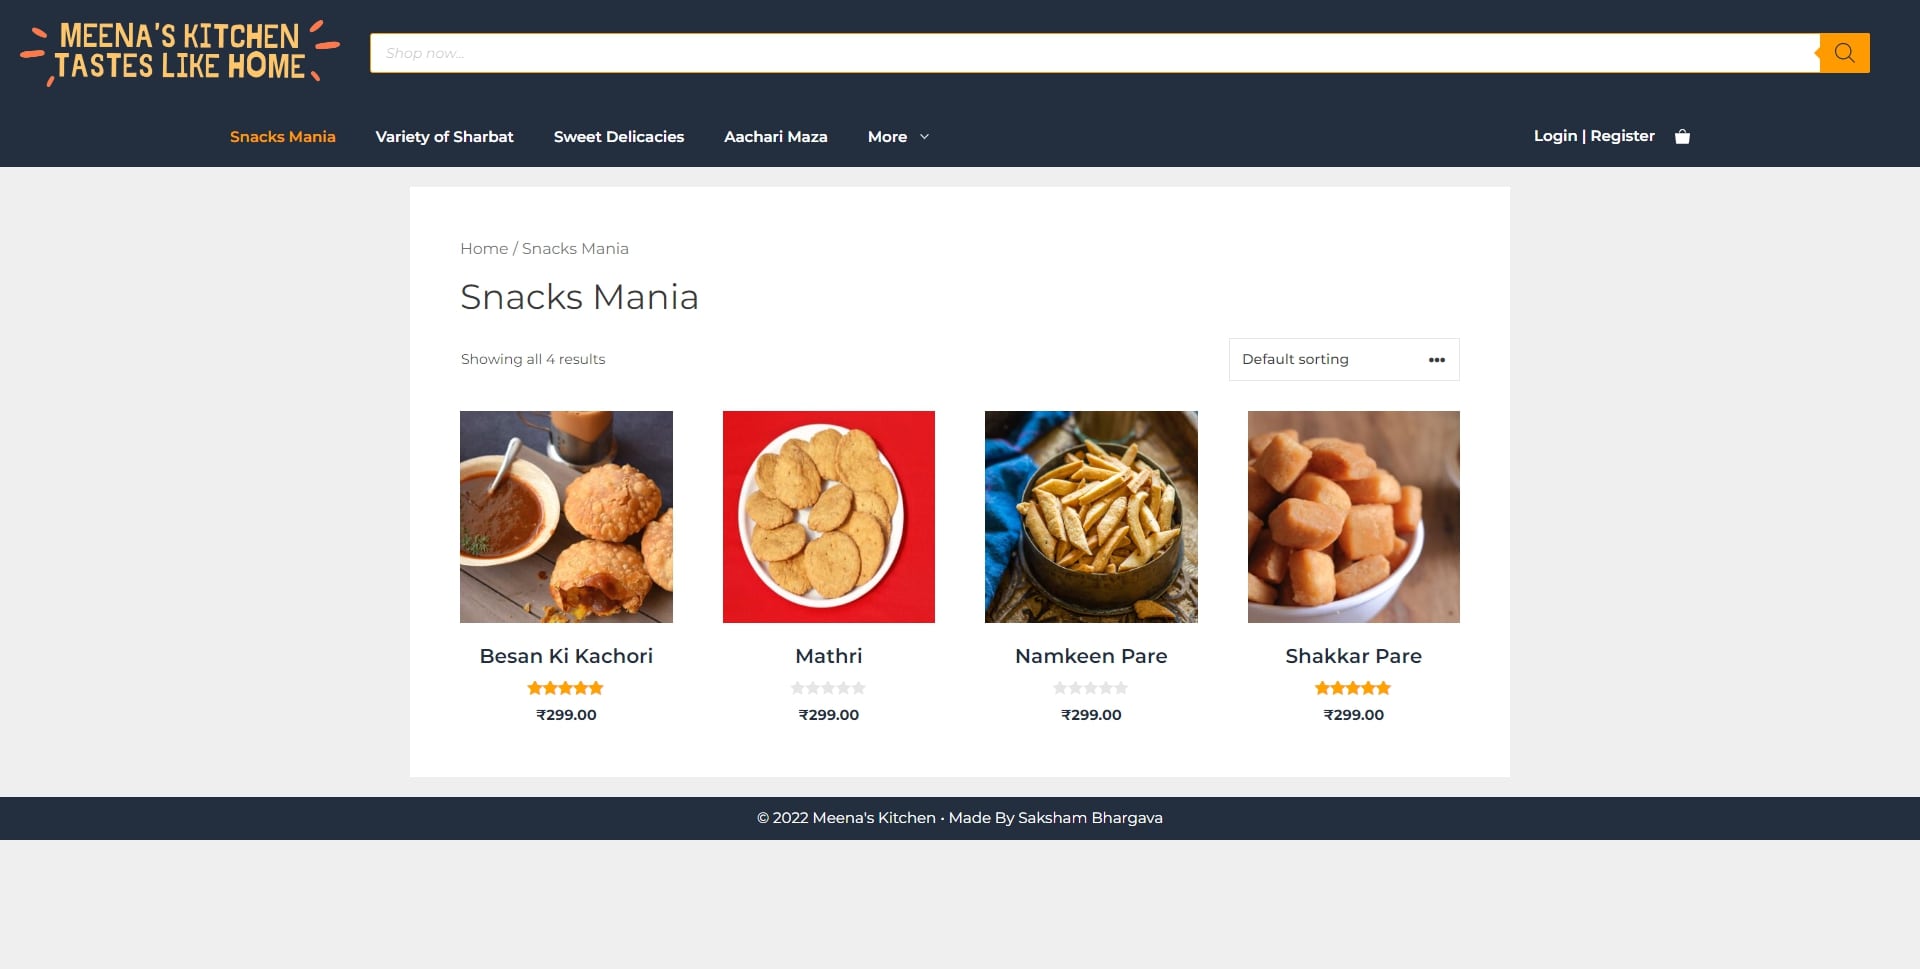 MEENA'S KITCHEN
TASTES LIKE HOME
Shop now...
Snacks Mania
Variety of Sharbat
Sweet Delicacies
Aachari Maza
More
Login | Register
Home / Snacks Mania
Snacks Mania
Showing all 4 results
Default sorting
Besan Ki Kachori
₹299.00
Mathri
₹299.00
Namkeen Pare
₹299.00
Shakkar Pare
₹299.00
© 2022 Meena's Kitchen • Made By Saksham Bhargava